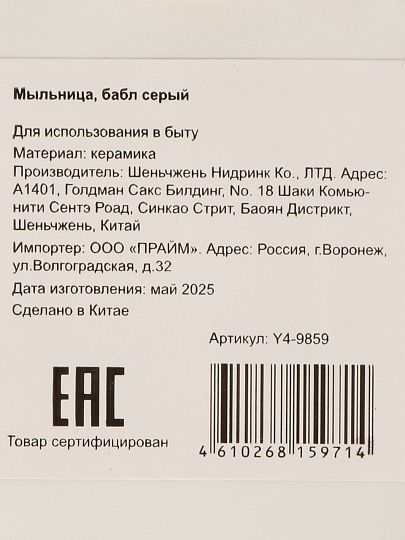 Мыльница, бабл серый
Для использования в быту
Материал: керамика
Производитель: Шеньчжень Нидринк Ко., ЛТД. Адрес:
А1401, Голдман Сакс Билдинг, No. 18 Шаки Комью-
нити Сентэ Роад, Синкао Стрит, Баоян Дистрикт,
Шеньчжень, Китай
Импортер: ООО «ПРАЙМ». Адрес: Россия, г.Воронеж,
ул.Волгоградская, д.32
Дата изготовления: май 2025
Сделано в Китае
Артикул: Y4-9859
ЕАС
Товар сертифицирован
4 610268 159714